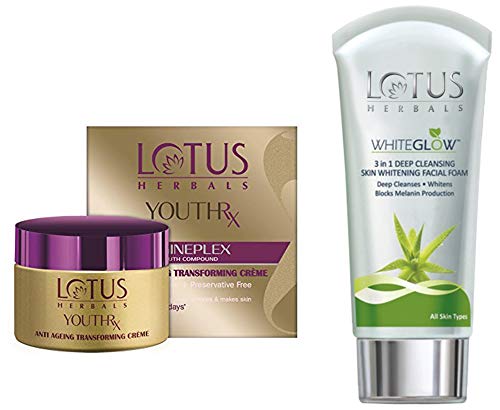 LOTUS
HERBALS
YOUTHRx
INEPLEX
UTH COMPOUND
TRANSFORMING CRÈME
Preservative Free
& makes skin
days*
LOTUS
HERBALS
YOUTHRx
ANTI AGEING TRANSFORMING CRÈME
LOTUS
HERBALS
WHITEGLOW™
3 in 1 DEEP CLEANSING
SKIN WHITENING FACIAL FOAM
Deep Cleanses • Whitens
Blocks Melanin Production
All Skin Types